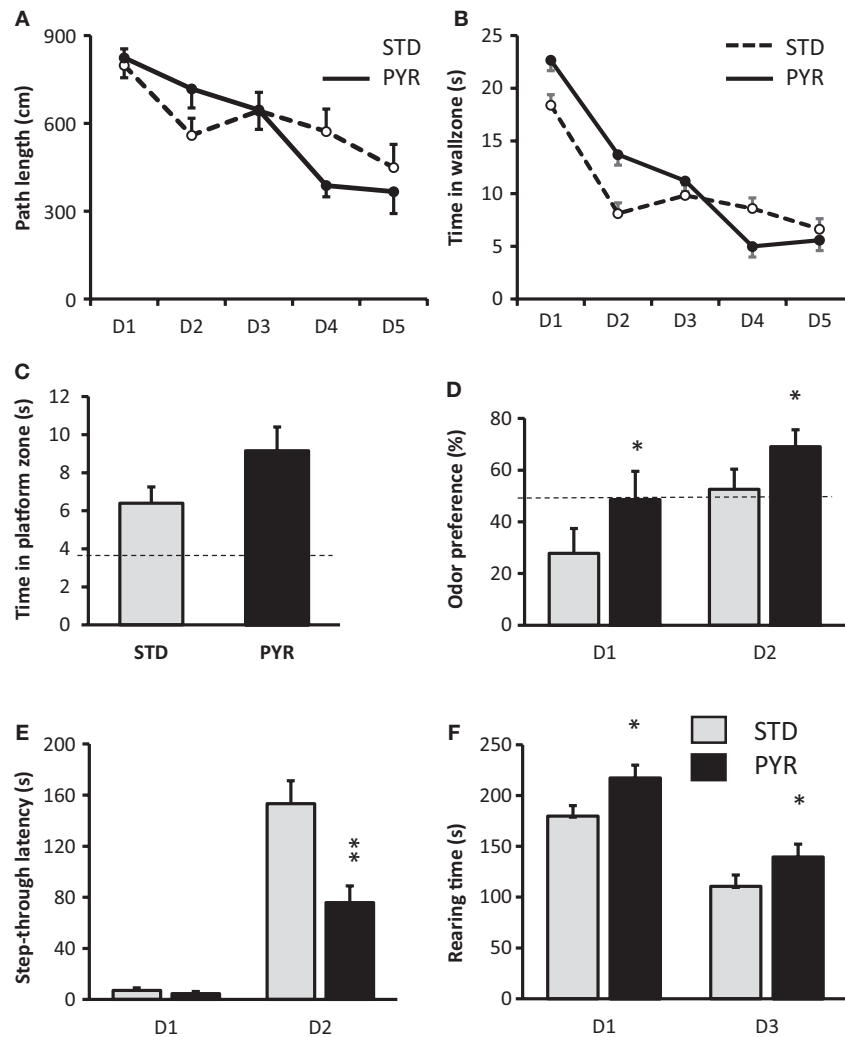 A
Path length (cm)
900
600
300
0
STD
PYR
D1 D2 D3 D4 D5
B
Time in wallzone (s)
25
20
15
10
5
0
STD
PYR
D1 D2 D3 D4 D5
C
Time in platform zone (s)
12
10
8
6
4
2
0
STD PYR
D
Odor preference (%)
80
60
40
20
0
* *
D1 D2
E
Step-through latency (s)
200
160
120
80
40
0
**
D1 D2
F
Rearing time (s)
250
200
150
100
50
0
STD
PYR
* *
D1 D3